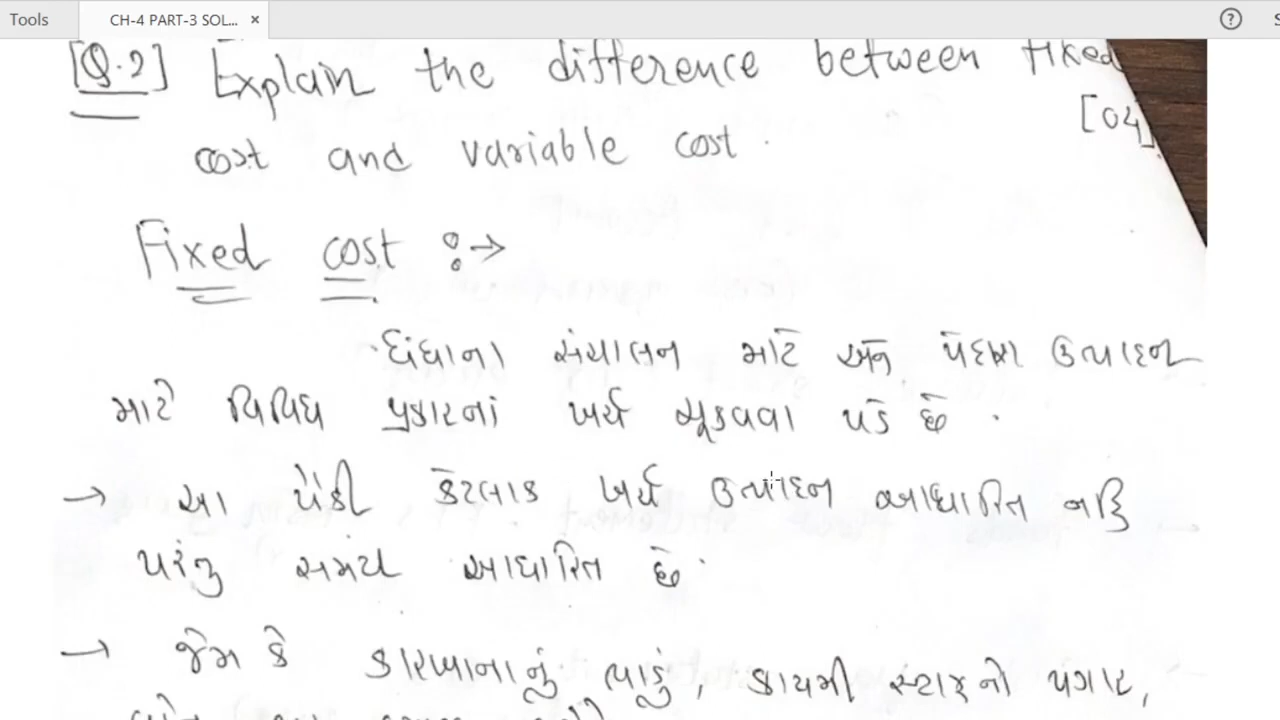 Tools CH-4 PART-3 SOL... ×
[Q.2] Explain the difference between Fixed
[04]
cost and variable cost.
Fixed cost :→
ધંધાના સંચાલન માટે અને પેદાશ ઉત્પાદન
માટે વિવિધ પ્રકારનાં ખર્ચ ચૂકવવા પડે છે.
→ આ પૈકી કેટલાક ખર્ચ ઉત્પાદન આધારિત નહિ
પરંતુ સમય આધારિત છે.
→ જેમ કે કારખાનાનું ભાડું, કાયમી સ્ટાફનો પગાર,